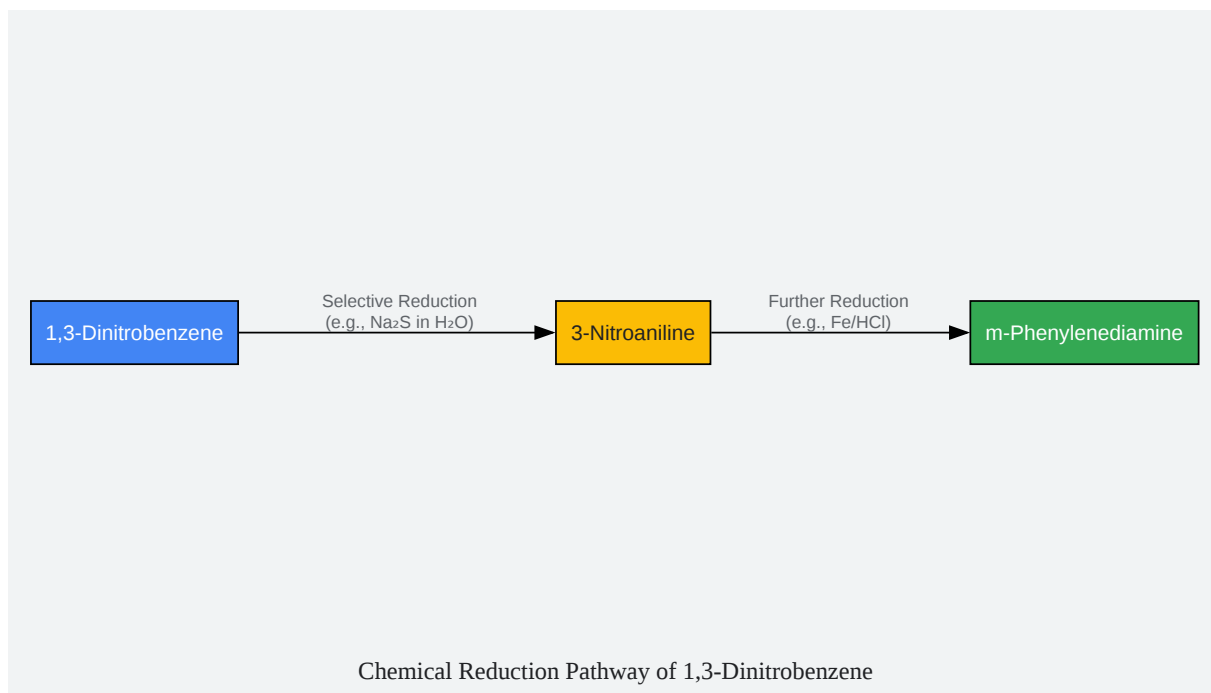 Selective Reduction
(e.g., Na₂S in H₂O)
Further Reduction
(e.g., Fe/HCl)
1,3-Dinitrobenzene
3-Nitroaniline
m-Phenylenediamine
Chemical Reduction Pathway of 1,3-Dinitrobenzene